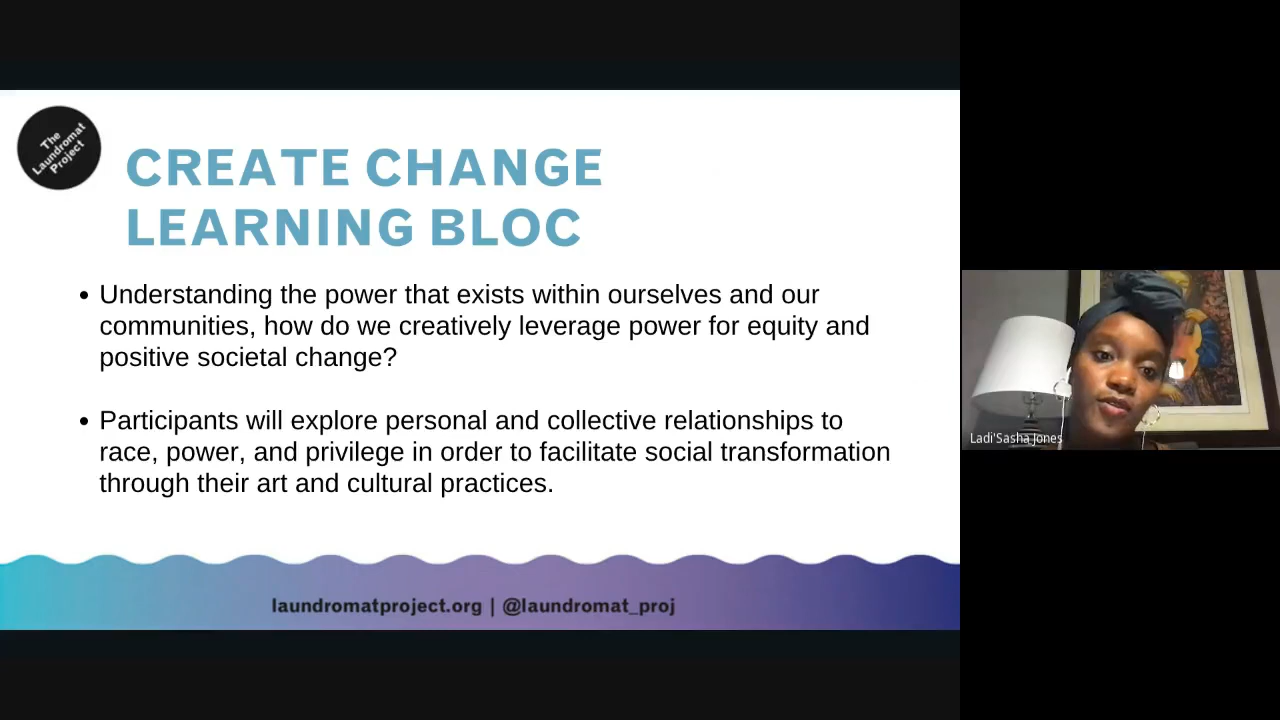 The
Laundromat
Project
CREATE CHANGE
LEARNING BLOC
• Understanding the power that exists within ourselves and our
communities, how do we creatively leverage power for equity and
positive societal change?
• Participants will explore personal and collective relationships to
race, power, and privilege in order to facilitate social transformation
through their art and cultural practices.
laundromatproject.org | @laundromat_proj
Ladi'Sasha Jones